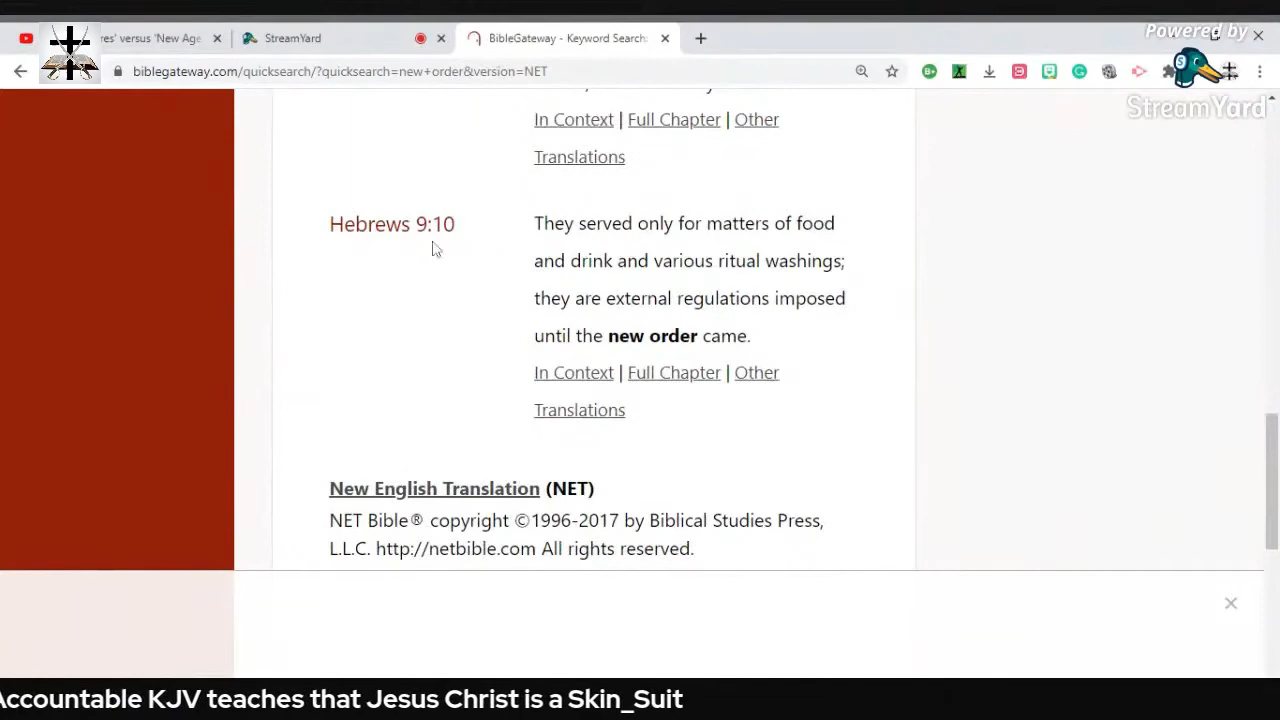 Powered by
res' versus 'New Age
StreamYard
BibleGateway - Keyword Search:
biblegateway.com/quicksearch/?quicksearch=new+order&version=NET
StreamYard
In Context | Full Chapter | Other
Translations
Hebrews 9:10
They served only for matters of food
and drink and various ritual washings;
they are external regulations imposed
until the new order came.
In Context | Full Chapter | Other
Translations
New English Translation (NET)
NET Bible® copyright ©1996-2017 by Biblical Studies Press,
L.L.C. http://netbible.com All rights reserved.
Accountable KJV teaches that Jesus Christ is a Skin_Suit